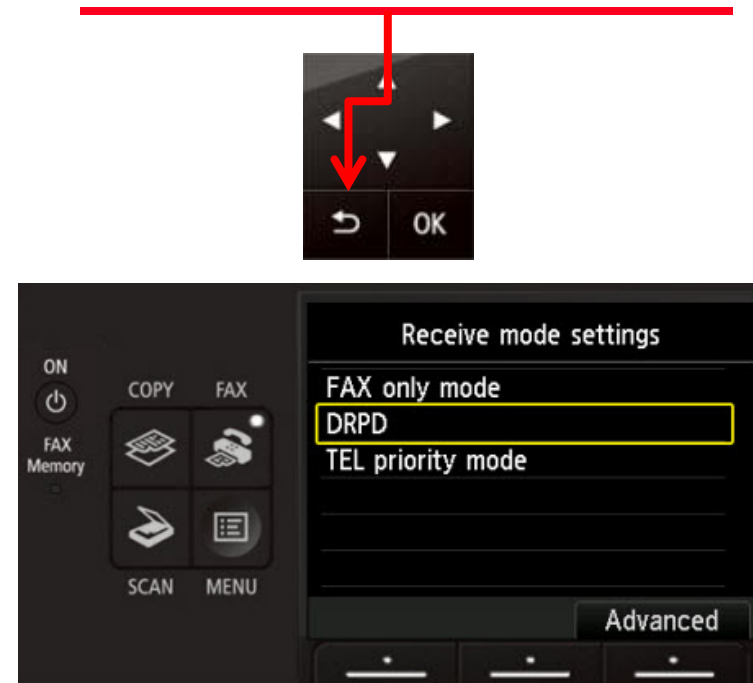 OK
Receive mode settings
ON
COPY FAX
FAX only mode
DRPD
FAX
Memory
TEL priority mode
SCAN MENU
Advanced